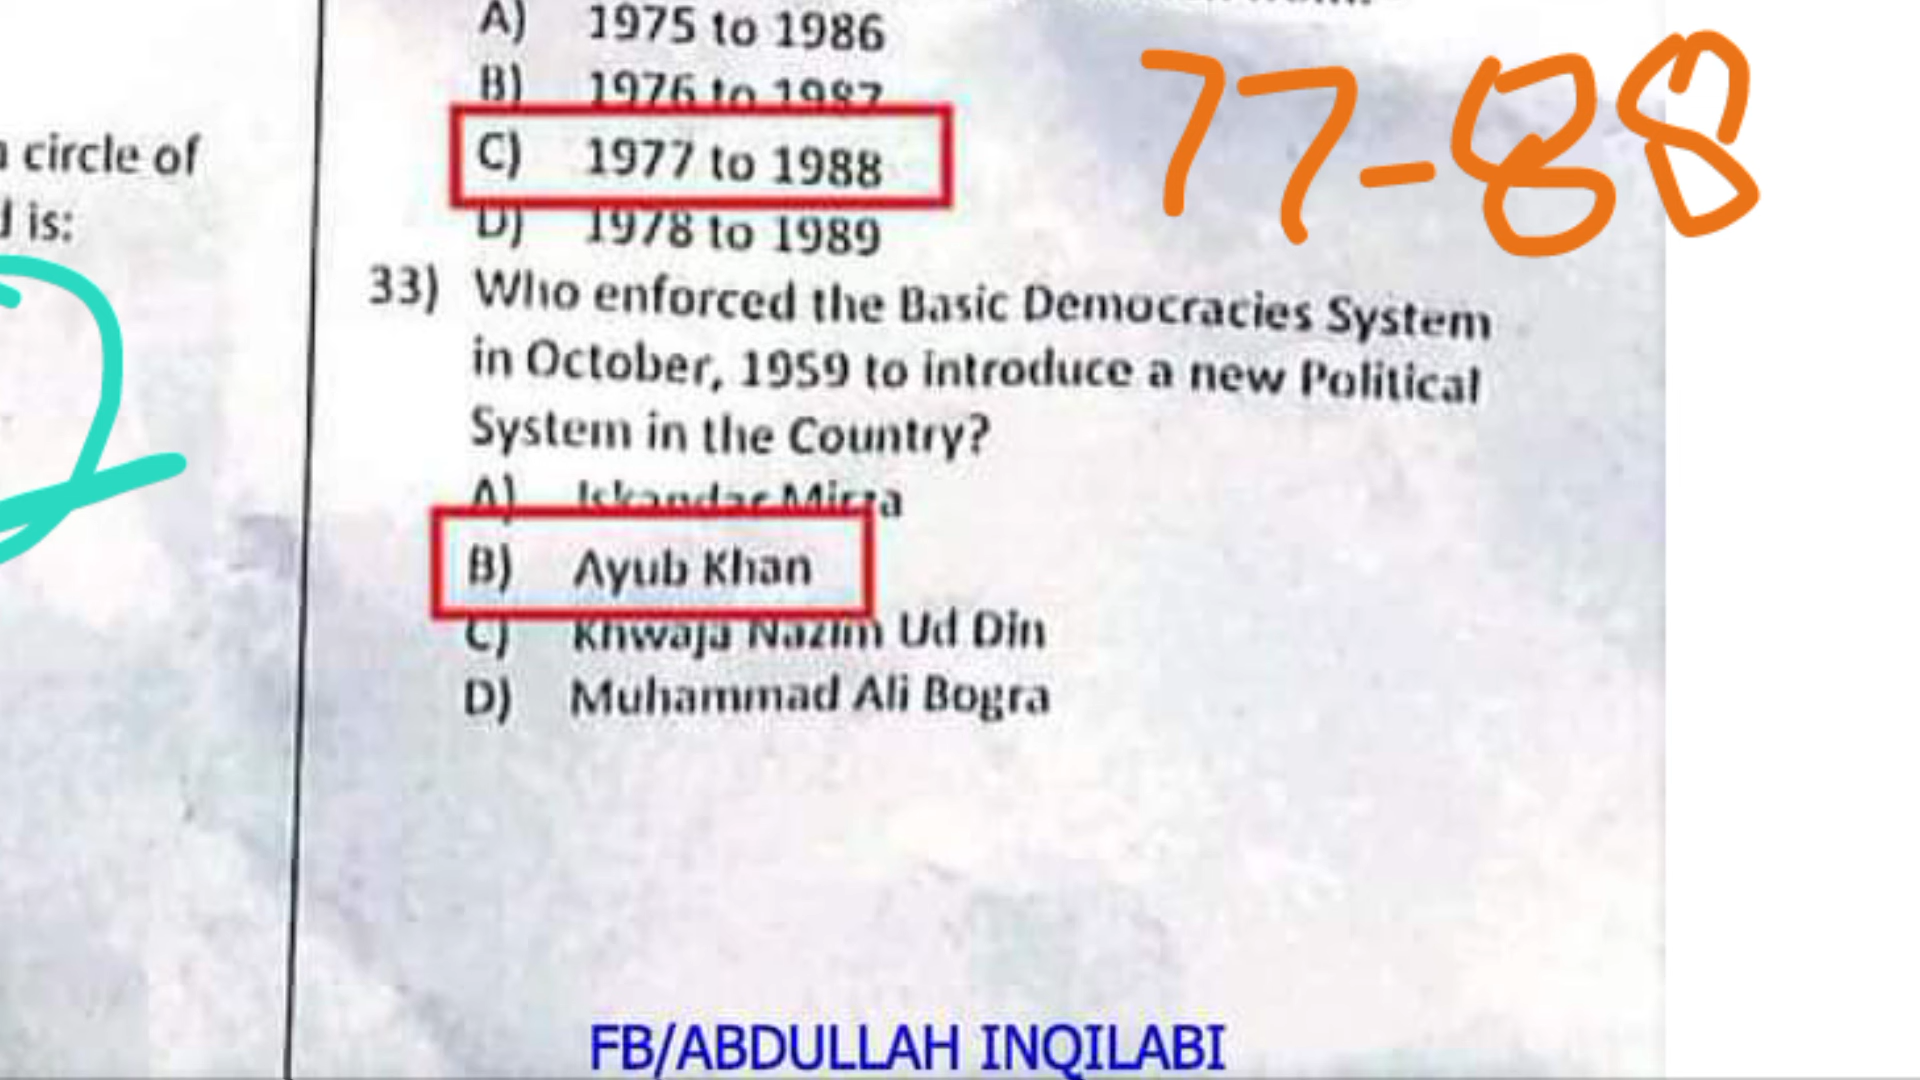 A) 1975 to 1986
B) 1976 to 1987
77-88
C) 1977 to 1988
D) 1978 to 1989
circle of
is:
2
33) Who enforced the Basic Democracies System
in October, 1959 to introduce a new Political
System in the Country?
A) Iskandar Mirza
B) Ayub Khan
C) Khwaja Nazim Ud Din
D) Muhammad Ali Bogra
FB/ABDULLAH INQILABI